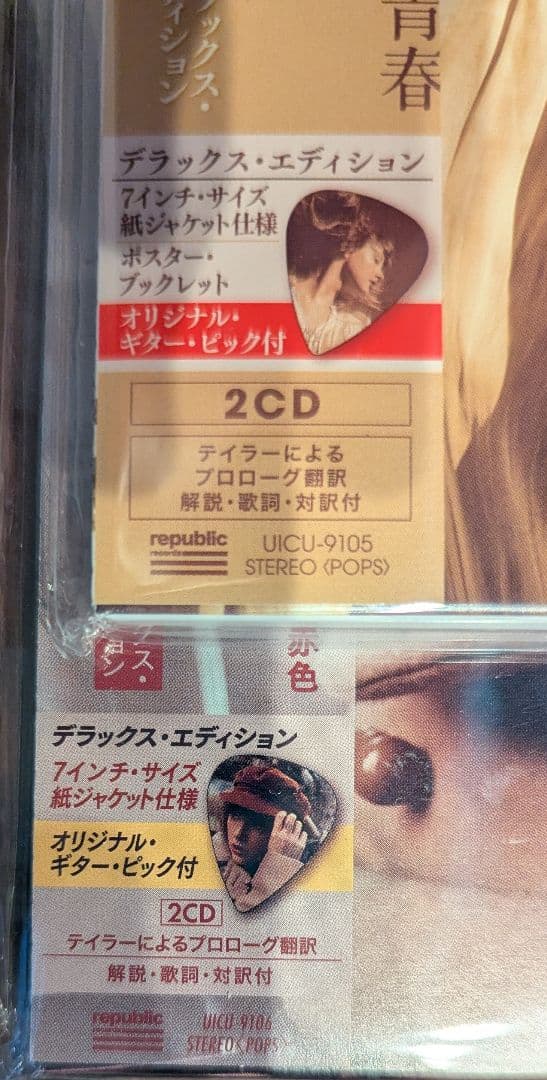 ラックス・
ィション
青春
デラックス・エディション
7インチ・サイズ
紙ジャケット仕様
ポスター・
ブックレット
オリジナル・
ギター・ピック付
2CD
テイラーによる
プロローグ翻訳
解説・歌詞・対訳付
republic
records
UICU-9105
STEREO〈POPS〉
クス・
ョン
赤色
デラックス・エディション
7インチ・サイズ
紙ジャケット仕様
オリジナル・
ギター・ピック付
2CD
テイラーによるプロローグ翻訳
解説・歌詞・対訳付
republic
records
UICU-9106
STEREO〈POPS〉